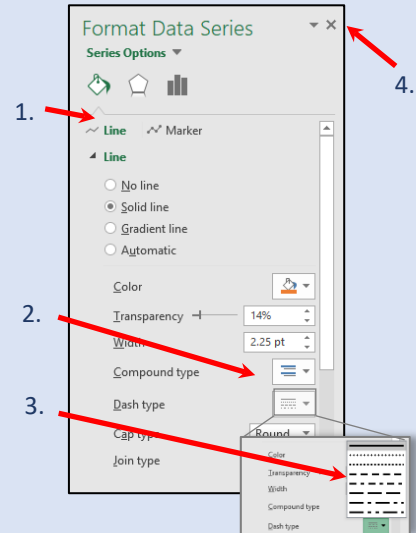 Format Data Series
Series Options
1.
4.
Line Marker
Line
No line
Solid line
Gradient line
Automatic
Color
Transparency 14%
2.
Width 2.25 pt
Compound type
3.
Dash type
Cap type Round
Join type
Color
Transparency
Width
Compound type
Dash type